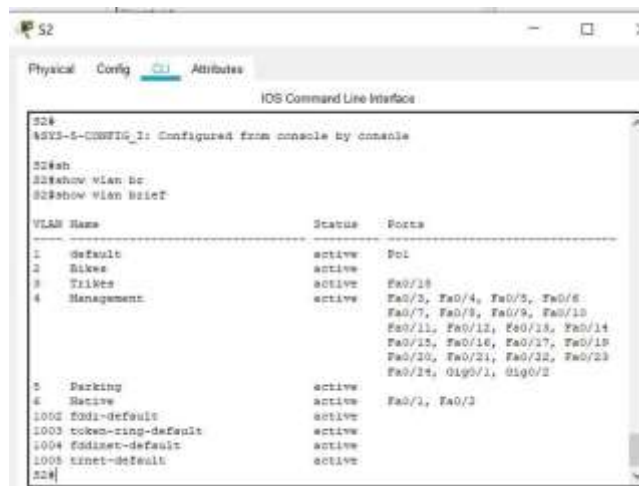 S2
Physical Config CLI Attributes
IOS Command Line Interface
S2#
%SYS-5-CONFIG_I: Configured from console by console
S2#sh
S2#show vlan br
S2#show vlan brief
VLAN Name Status Ports
1 default active Po1
2 Bikes active
3 Trikes active Fa0/18
4 Management active Fa0/3, Fa0/4, Fa0/5, Fa0/6
Fa0/7, Fa0/8, Fa0/9, Fa0/10
Fa0/11, Fa0/12, Fa0/13, Fa0/14
Fa0/15, Fa0/16, Fa0/17, Fa0/19
Fa0/20, Fa0/21, Fa0/22, Fa0/23
Fa0/24, Gig0/1, Gig0/2
5 Parking active
6 Native active Fa0/1, Fa0/2
1002 fddi-default active
1003 token-ring-default active
1004 fddinet-default active
1005 trnet-default active
S2#